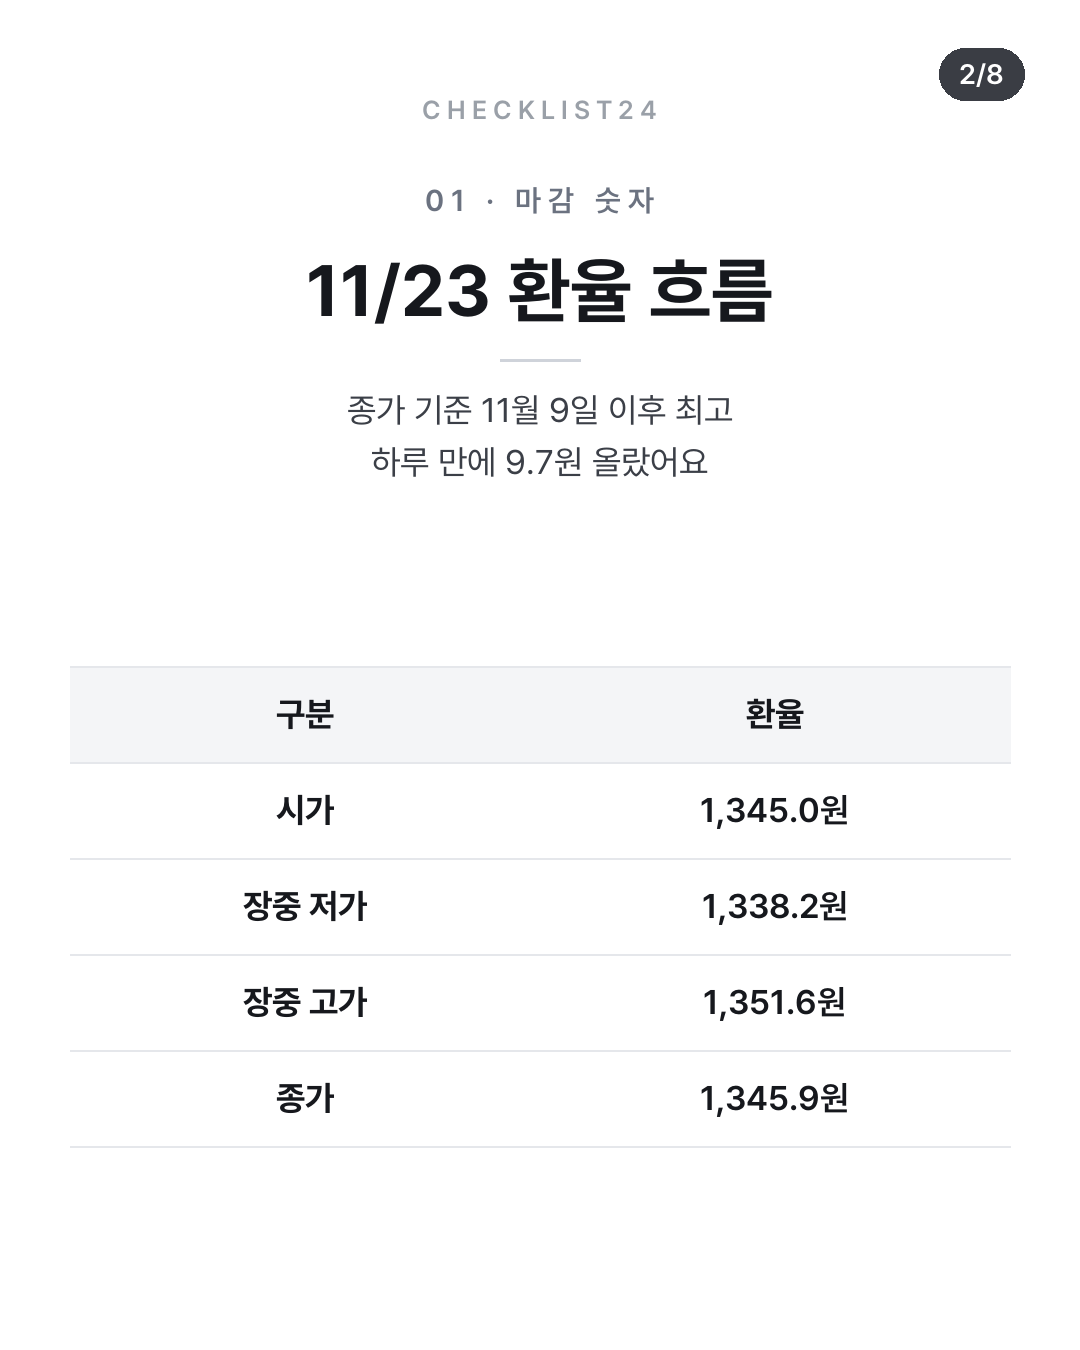 2/8
CHECKLIST24
01 · 마감 숫자
11/23 환율 흐름
종가 기준 11월 9일 이후 최고
하루 만에 9.7원 올랐어요
구분 환율
시가 1,345.0원
장중 저가 1,338.2원
장중 고가 1,351.6원
종가 1,345.9원